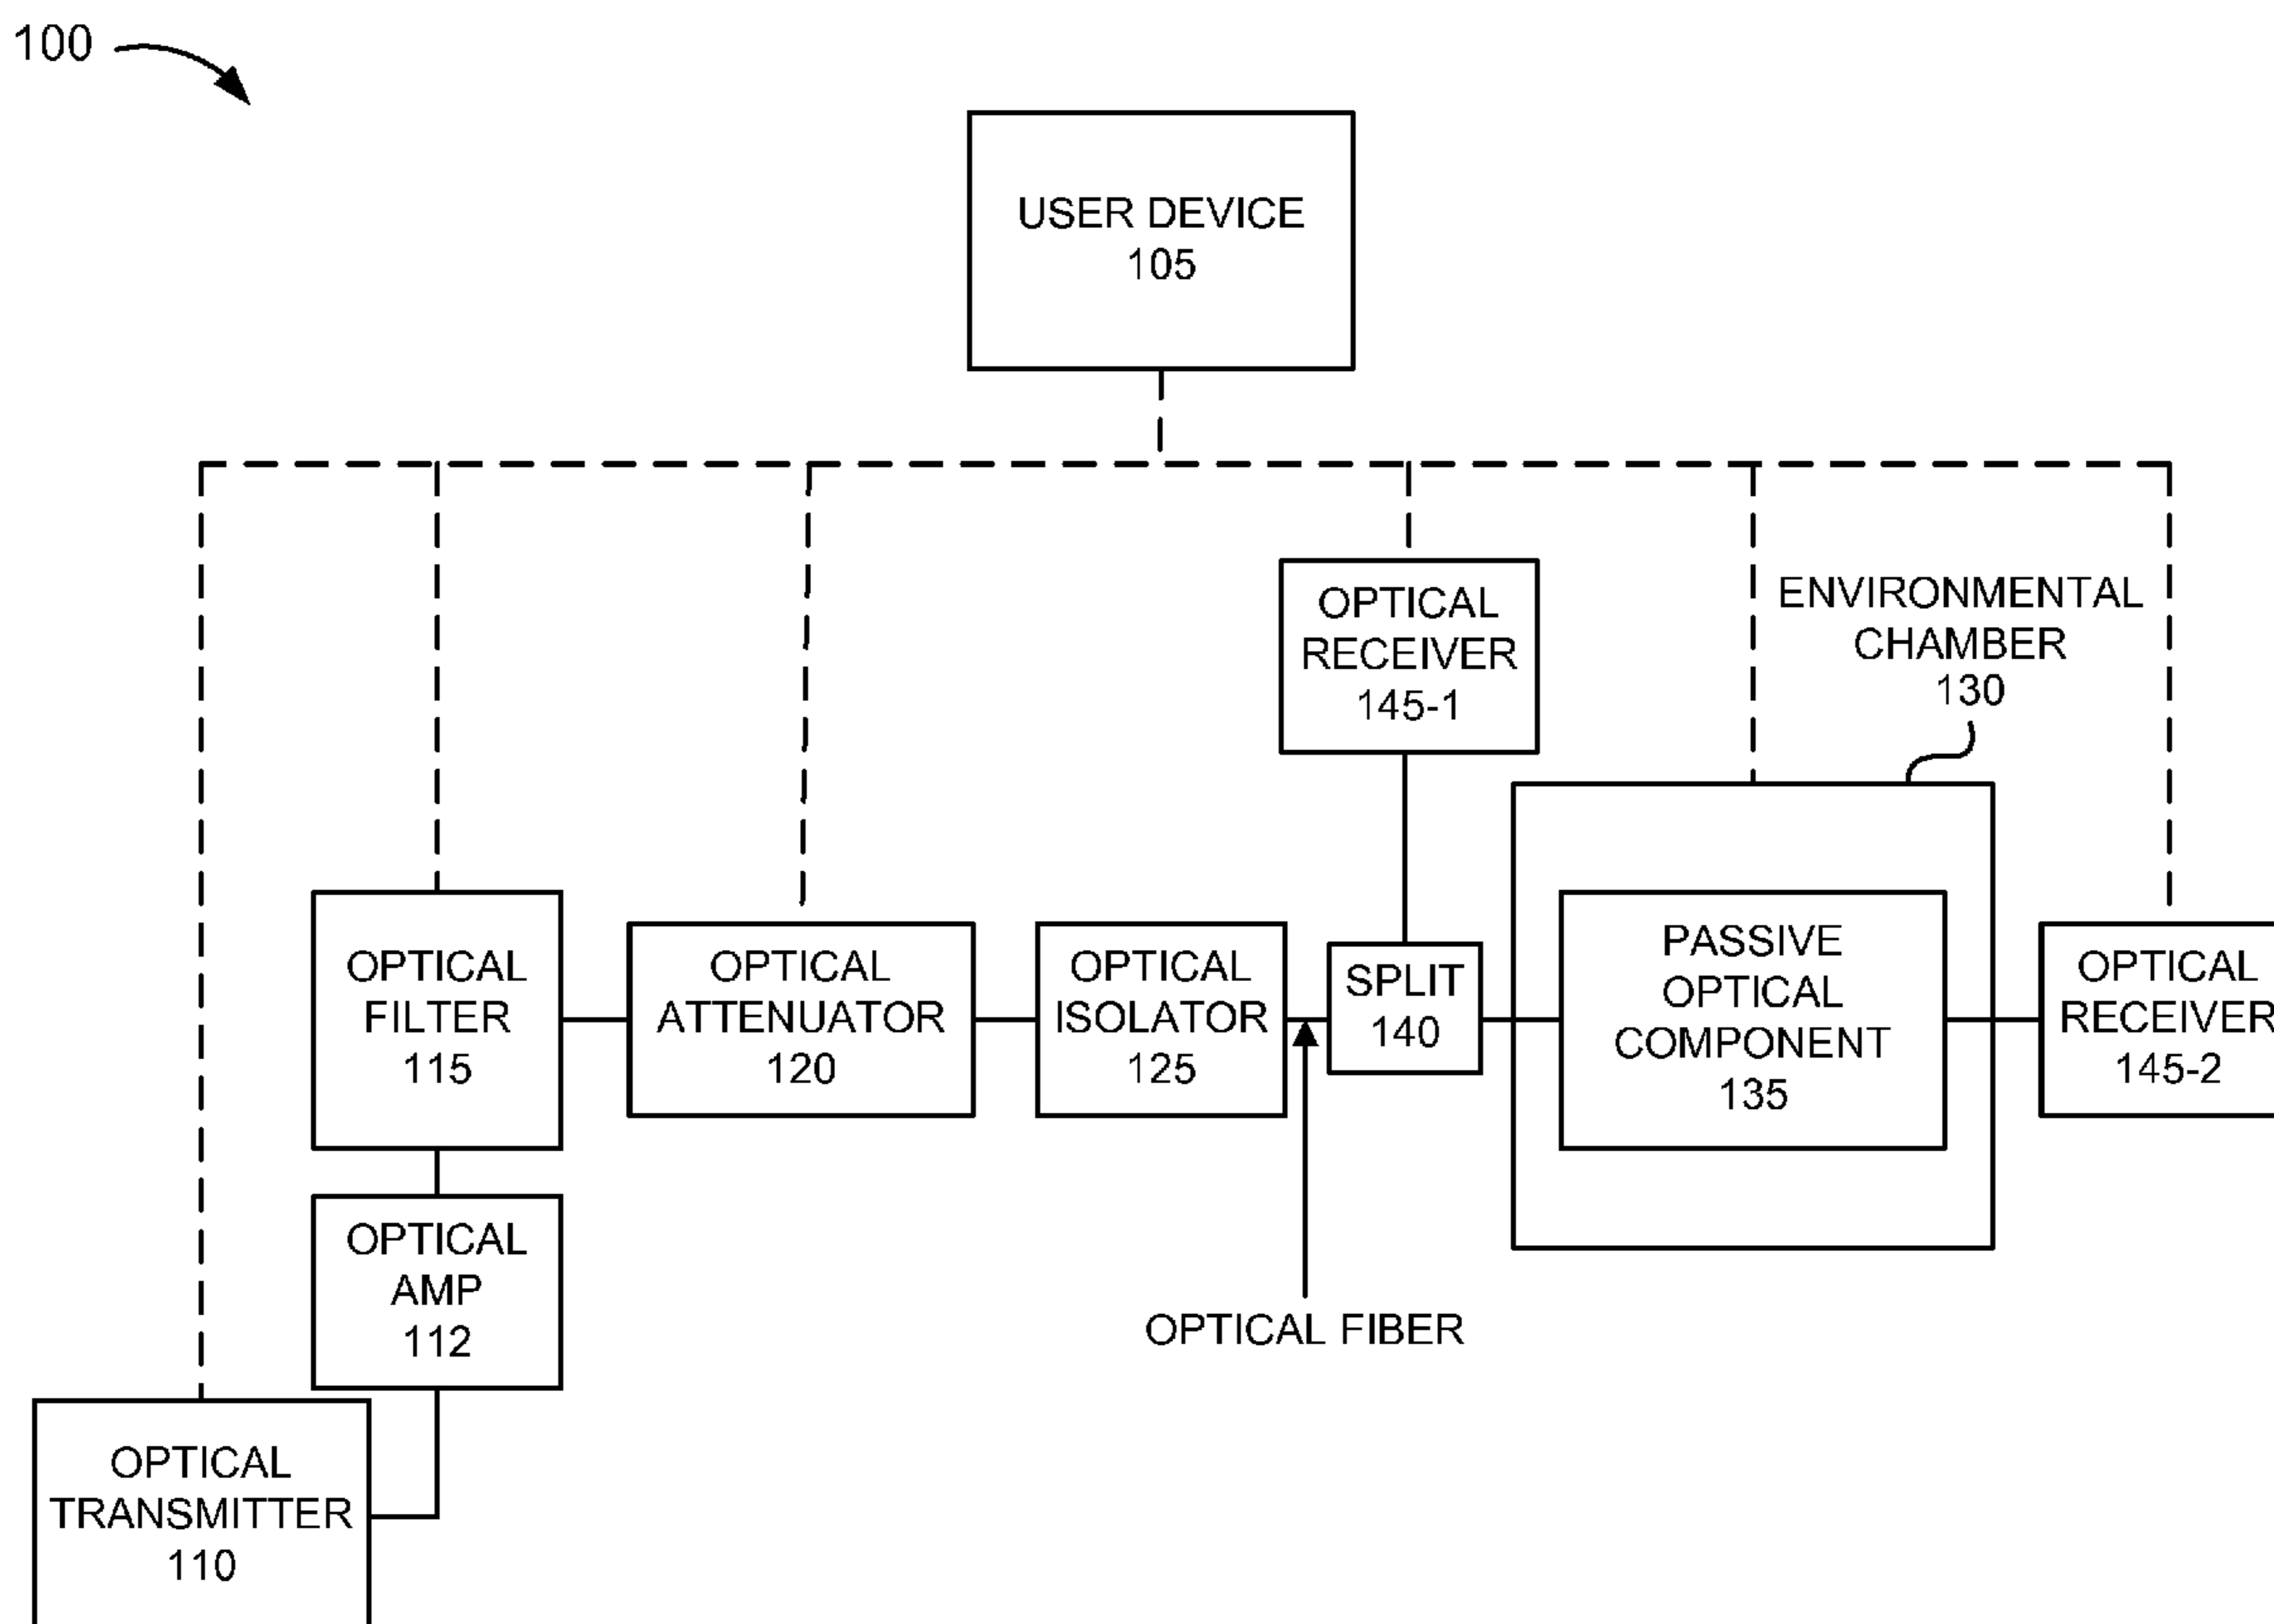 100
USER DEVICE
105
OPTICAL
RECEIVER
145-1
ENVIRONMENTAL
CHAMBER
130
OPTICAL
FILTER
115
OPTICAL
ATTENUATOR
120
OPTICAL
ISOLATOR
125
SPLIT
140
PASSIVE
OPTICAL
COMPONENT
135
OPTICAL
RECEIVER
145-2
OPTICAL
AMP
112
OPTICAL FIBER
OPTICAL
TRANSMITTER
110